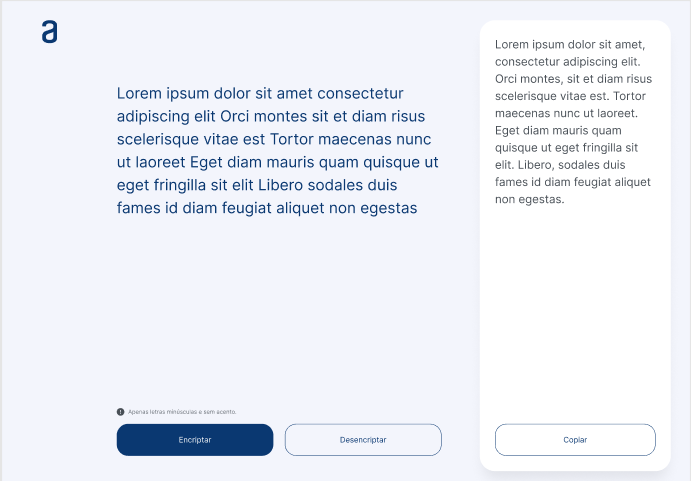 a
Lorem ipsum dolor sit amet consectetur
adipiscing elit Orci montes sit et diam risus
scelerisque vitae est Tortor maecenas nunc
ut laoreet Eget diam mauris quam quisque ut
eget fringilla sit elit Libero sodales duis
fames id diam feugiat aliquet non egestas
Apenas letras minúsculas e sem acento.
Encriptar
Desencriptar
Lorem ipsum dolor sit amet,
consectetur adipiscing elit.
Orci montes, sit et diam risus
scelerisque vitae est. Tortor
maecenas nunc ut laoreet.
Eget diam mauris quam
quisque ut eget fringilla sit
elit. Libero, sodales duis
fames id diam feugiat aliquet
non egestas.
Copiar